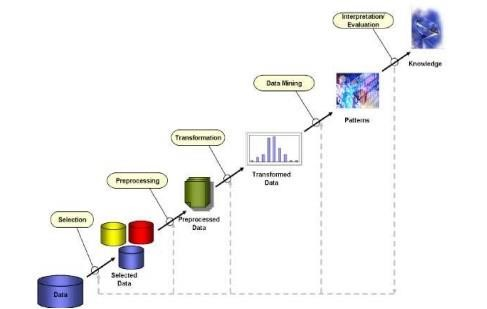 Interpretation/
Evaluation
Knowledge
Data Mining
Patterns
Transformation
Transformed
Data
Preprocessing
Preprocessed
Data
Selection
Selected
Data
Data